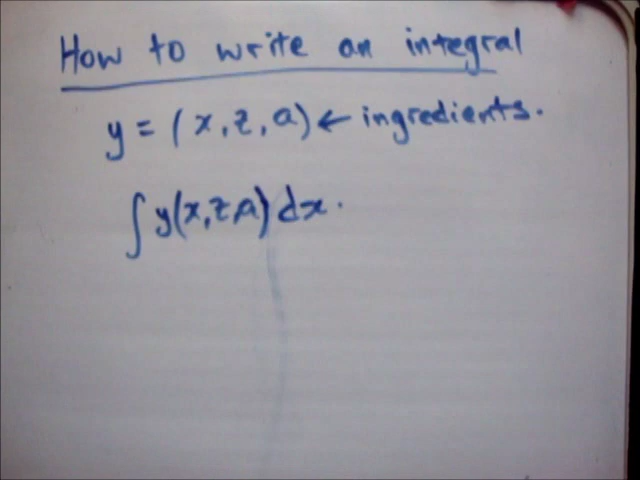 How to write an integral
y = (x, z, a) ← ingredients.
∫ y(x, z, a) dx.